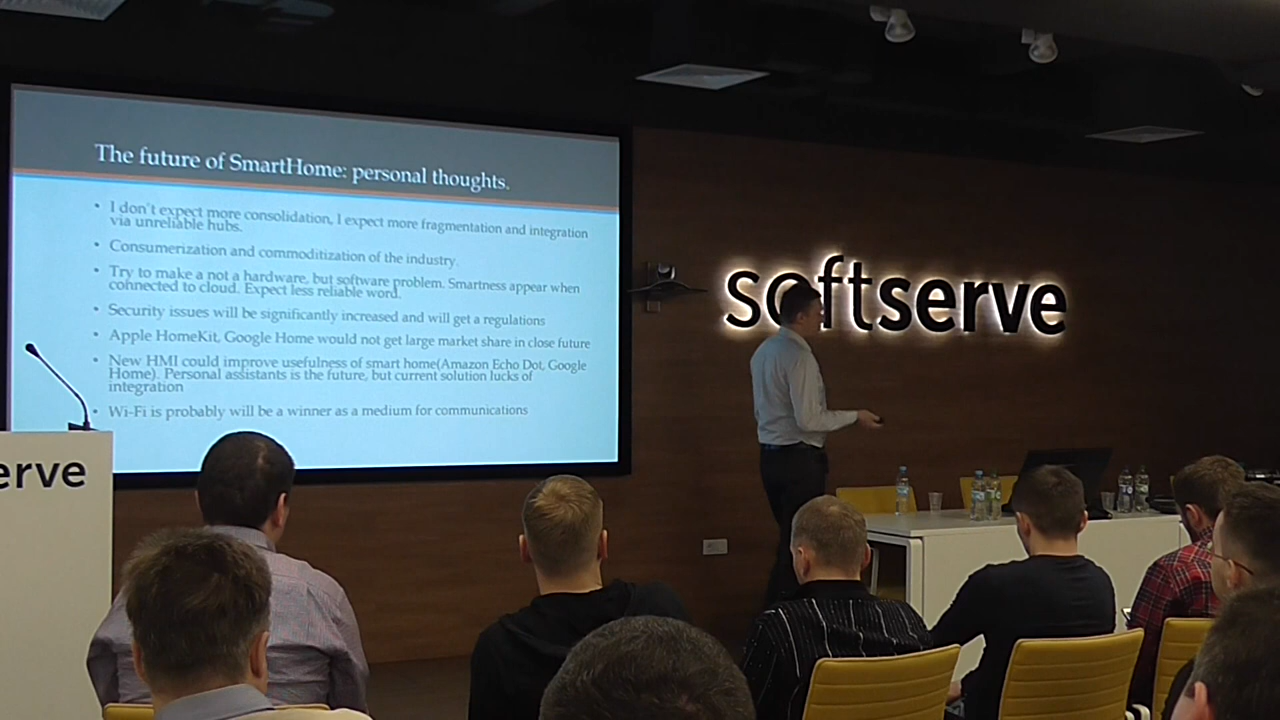 The future of SmartHome: personal thoughts.
• I don't expect more consolidation, I expect more fragmentation and integration
via unreliable hubs.
• Consumerization and commoditization of the industry.
• Try to make a not a hardware, but software problem. Smartness appear when
connected to cloud. Expect less reliable word.
• Security issues will be significantly increased and will get a regulations
• Apple HomeKit, Google Home would not get large market share in close future
• New HMI could improve usefulness of smart home(Amazon Echo Dot, Google
Home). Personal assistants is the future, but current solution lucks of
integration
• Wi-Fi is probably will be a winner as a medium for communications
softserve
erve